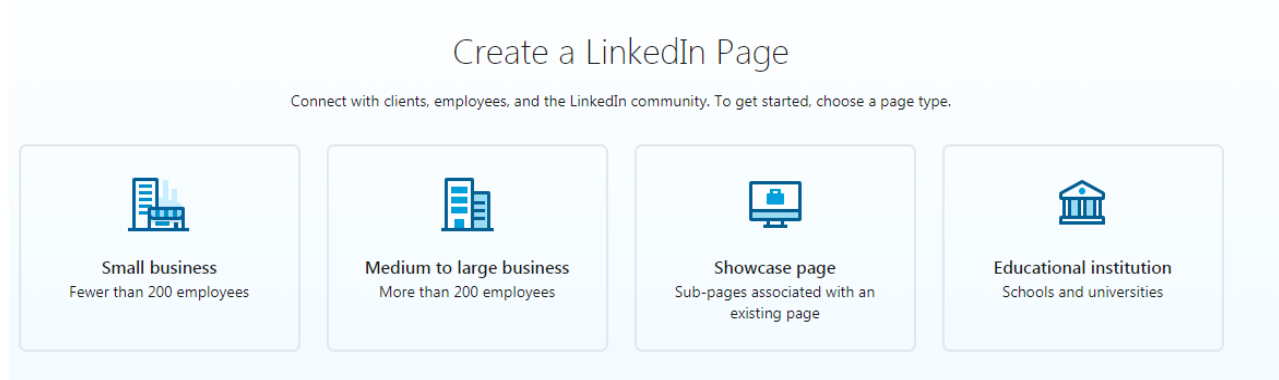 Create a LinkedIn Page
Connect with clients, employees, and the LinkedIn community. To get started, choose a page type.
Small business
Fewer than 200 employees
Medium to large business
More than 200 employees
Showcase page
Sub-pages associated with an
existing page
Educational institution
Schools and universities